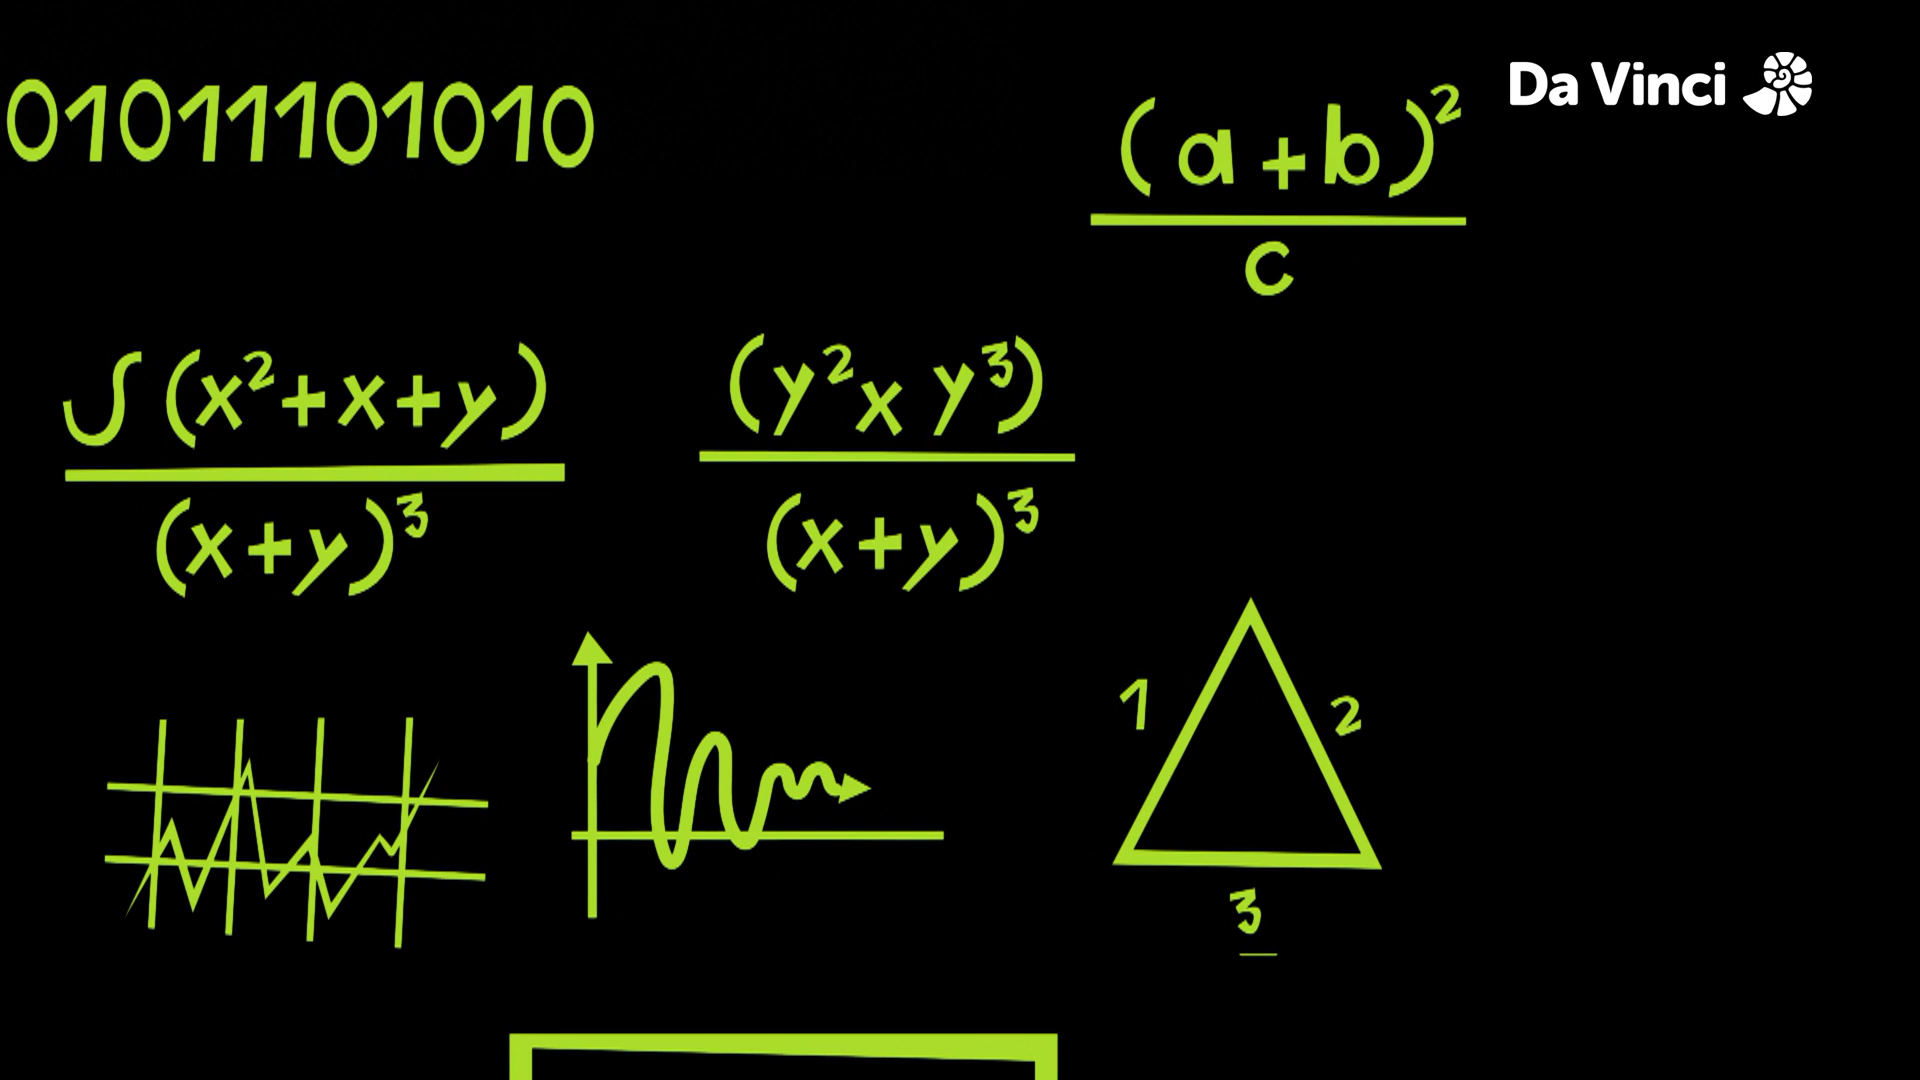 01011101010
Da Vinci
(a+b)²
c
∫(x²+x+y)
(x+y)³
(y²x y³)
(x+y)³
1
2
3